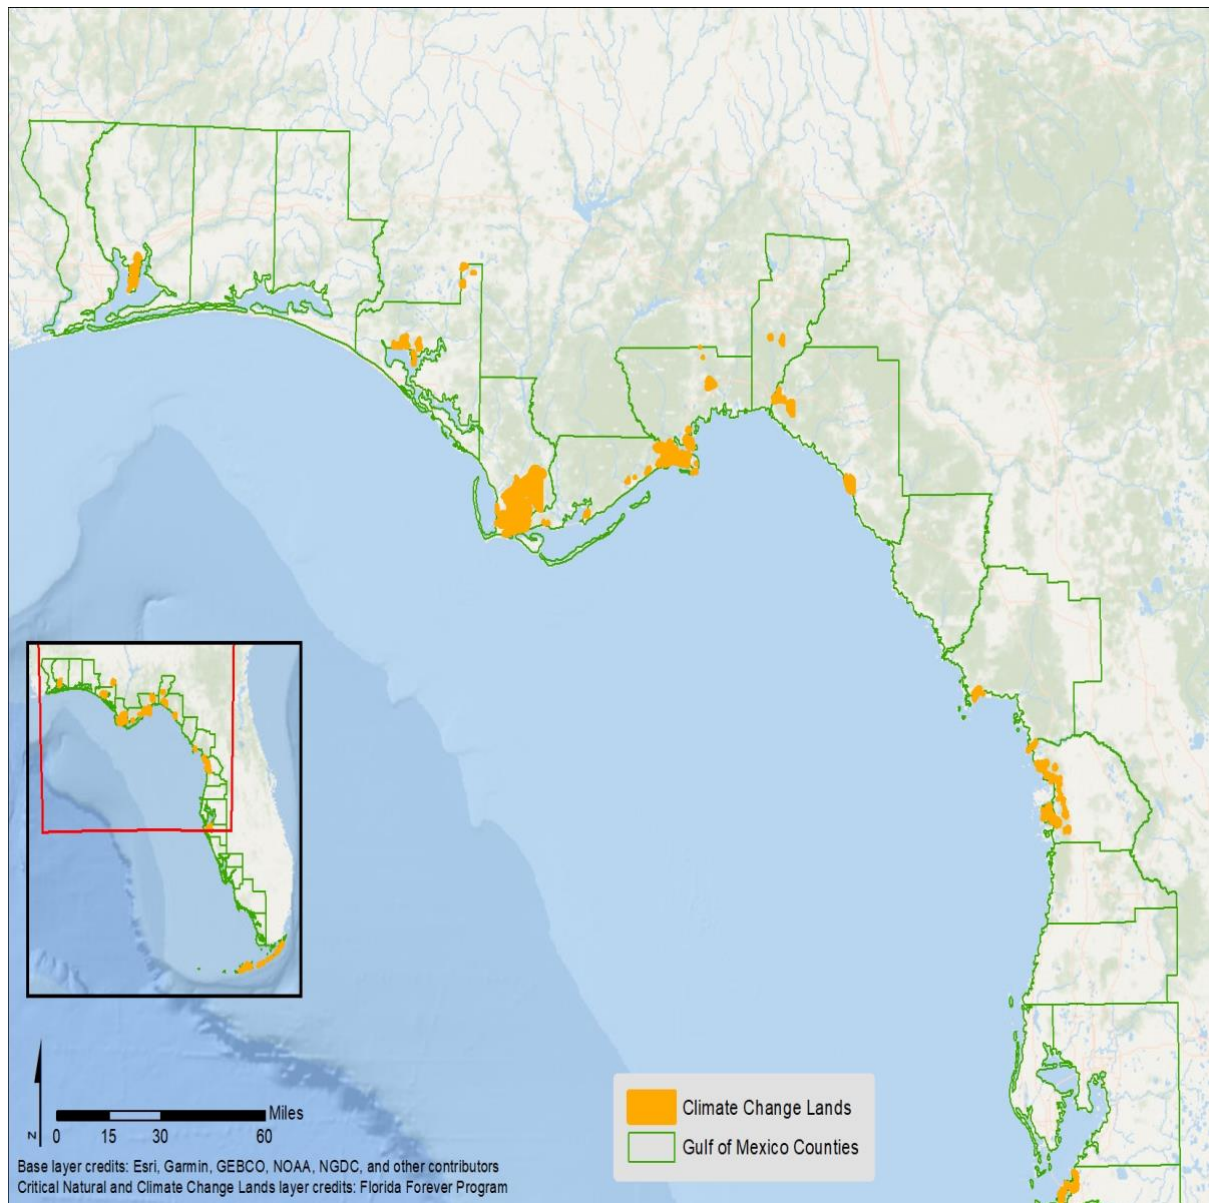 Climate Change Lands
Gulf of Mexico Counties
Miles
0 15 30 60
N
Base layer credits: Esri, Garmin, GEBCO, NOAA, NGDC, and other contributors
Critical Natural and Climate Change Lands layer credits: Florida Forever Program